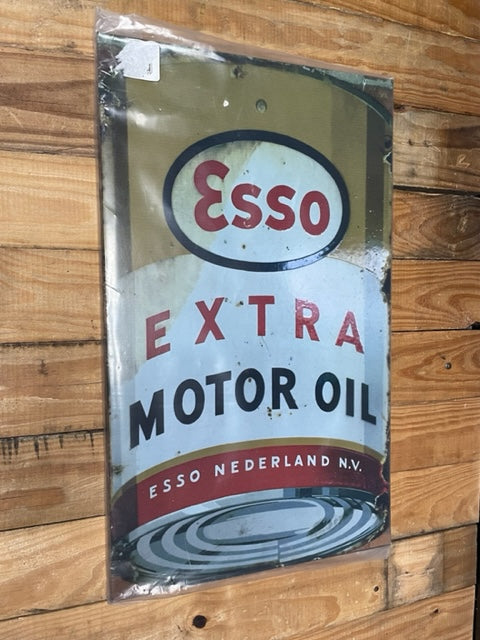 Esso
EXTRA
MOTOR OIL
ESSO NEDERLAND N.V.